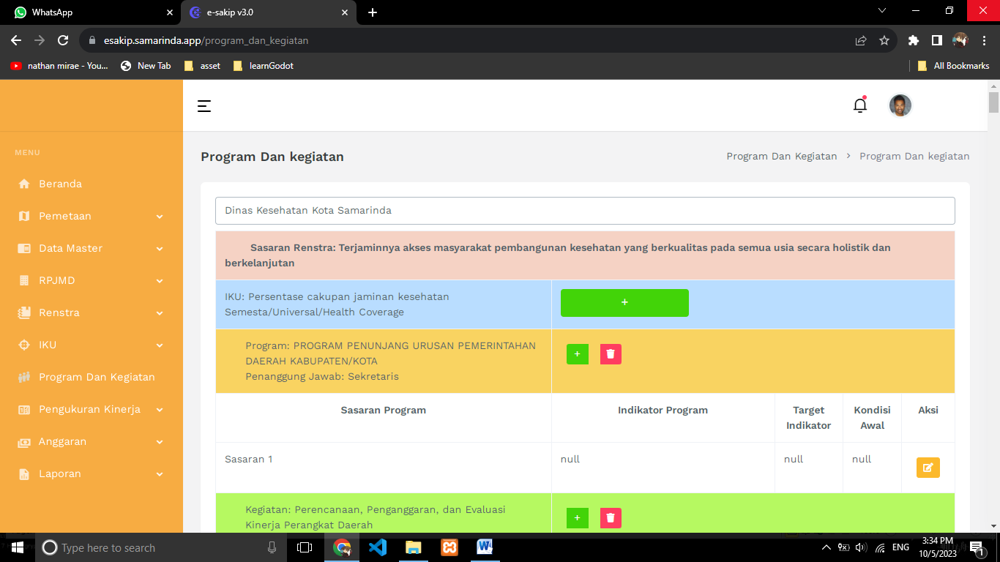 WhatsApp
e-sakip v3.0
esakip.samarinda.app/program_dan_kegiatan
nathan mirae - You...
New Tab
asset
learnGodot
All Bookmarks
MENU
Beranda
Pemetaan
Data Master
RPJMD
Renstra
IKU
Program Dan Kegiatan
Pengukuran Kinerja
Anggaran
Laporan
Program Dan kegiatan
Program Dan Kegiatan > Program Dan kegiatan
Dinas Kesehatan Kota Samarinda
Sasaran Renstra: Terjaminnya akses masyarakat pembangunan kesehatan yang berkualitas pada semua usia secara holistik dan
berkelanjutan
IKU: Persentase cakupan jaminan kesehatan
Semesta/Universal/Health Coverage
+
Program: PROGRAM PENUNJANG URUSAN PEMERINTAHAN
DAERAH KABUPATEN/KOTA
Penanggung Jawab: Sekretaris
+
Sasaran Program
Indikator Program
Target
Indikator
Kondisi
Awal
Aksi
Sasaran 1
null
null
null
Kegiatan: Perencanaan, Penganggaran, dan Evaluasi
Kinerja Perangkat Daerah
+
Type here to search
ENG
3:34 PM
10/5/2023
1